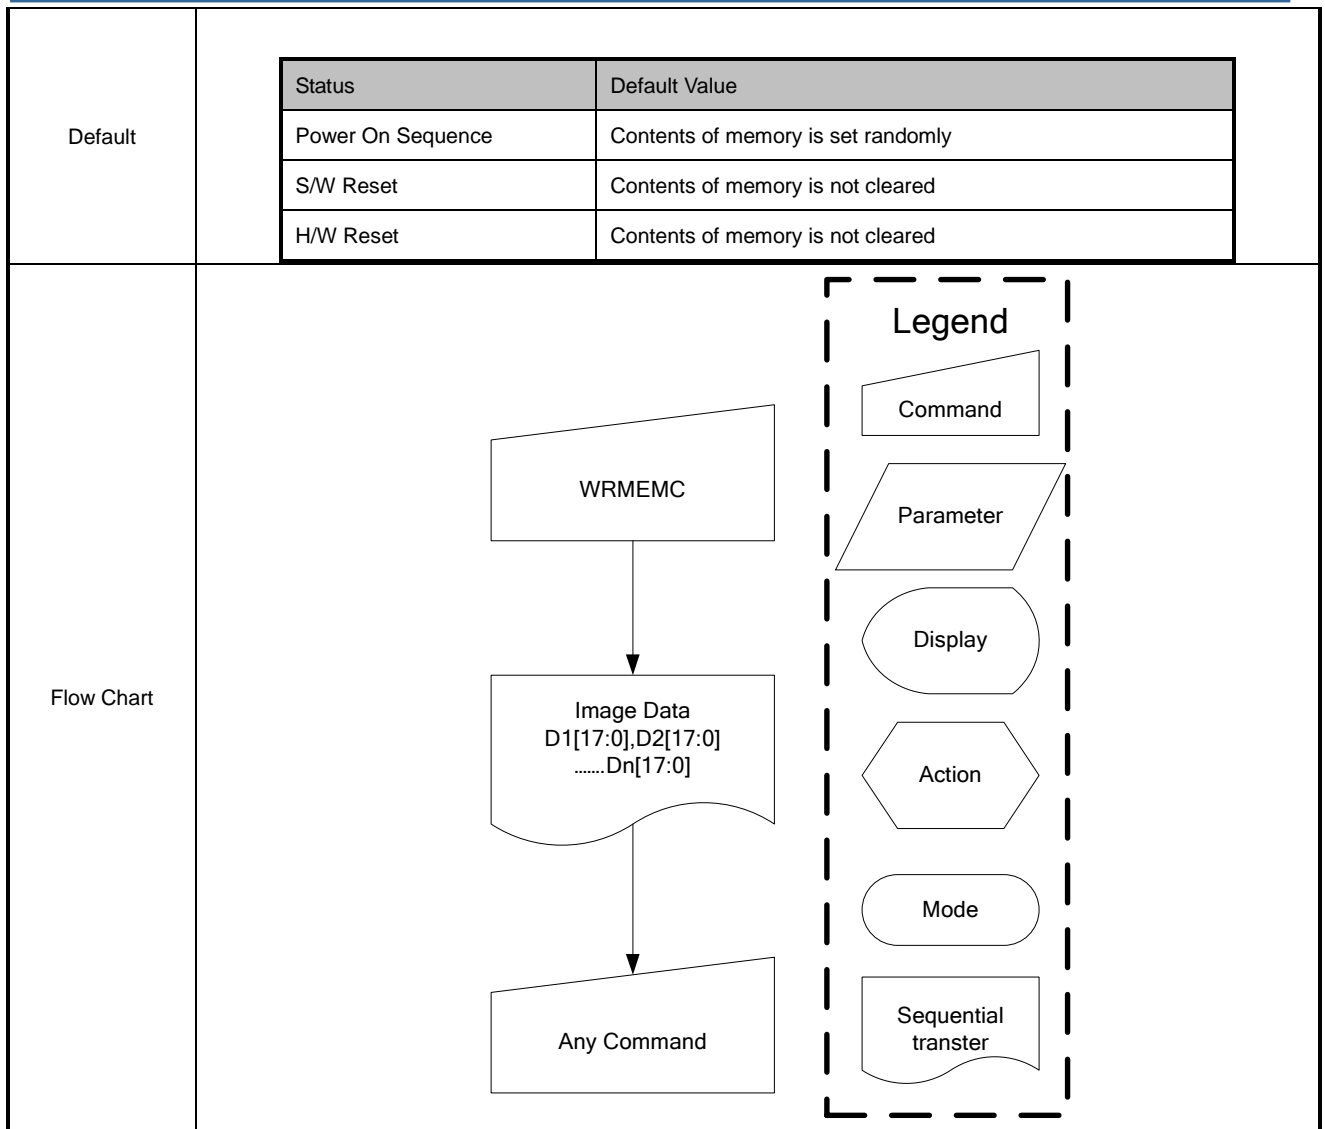 Default
Status Default Value
Power On Sequence Contents of memory is set randomly
S/W Reset Contents of memory is not cleared
H/W Reset Contents of memory is not cleared
Flow Chart
WRMEMC
Image Data
D1[17:0],D2[17:0]
.......Dn[17:0]
Any Command
Legend
Command
Parameter
Display
Action
Mode
Sequential
transter